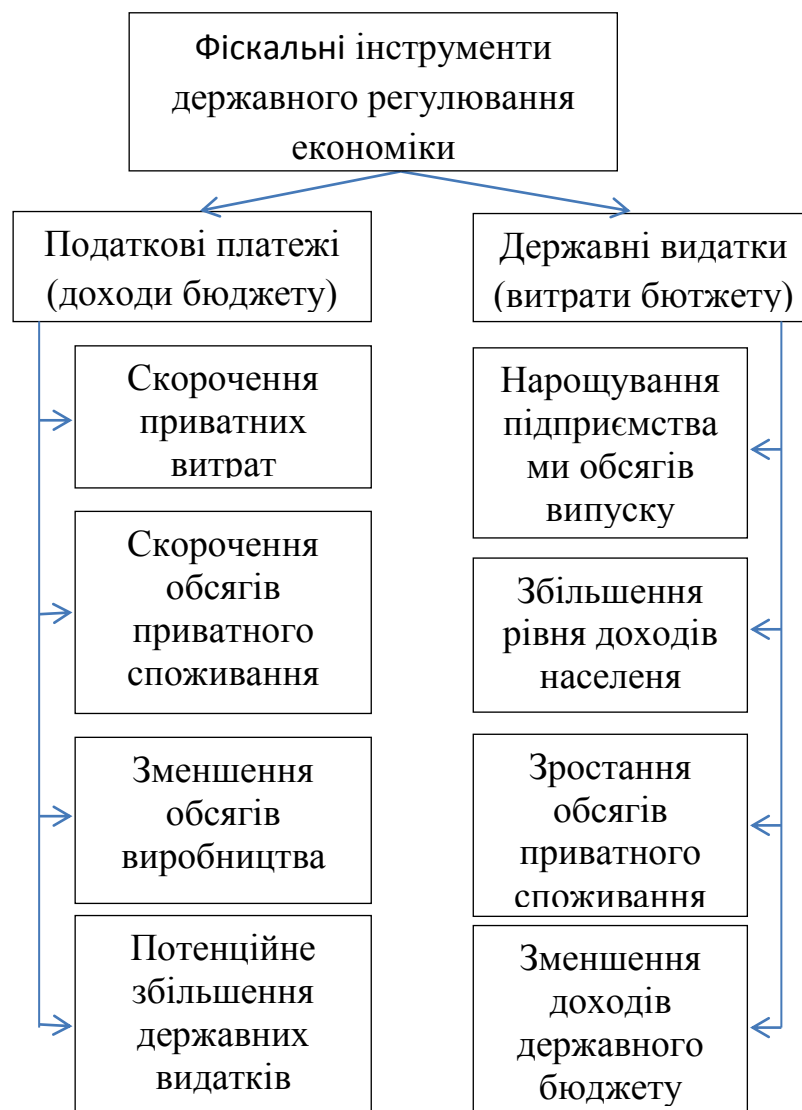 Фіскальні інструменти
державного регулювання
економіки
Податкові платежі
(доходи бюджету)
Державні видатки
(витрати бютжету)
Скорочення
приватних
витрат
Скорочення
обсягів
приватного
споживання
Зменшення
обсягів
виробництва
Потенційне
збільшення
державних
видатків
Нарощування
підприємства
ми обсягів
випуску
Збільшення
рівня доходів
населеня
Зростання
обсягів
приватного
споживання
Зменшення
доходів
державного
бюджету